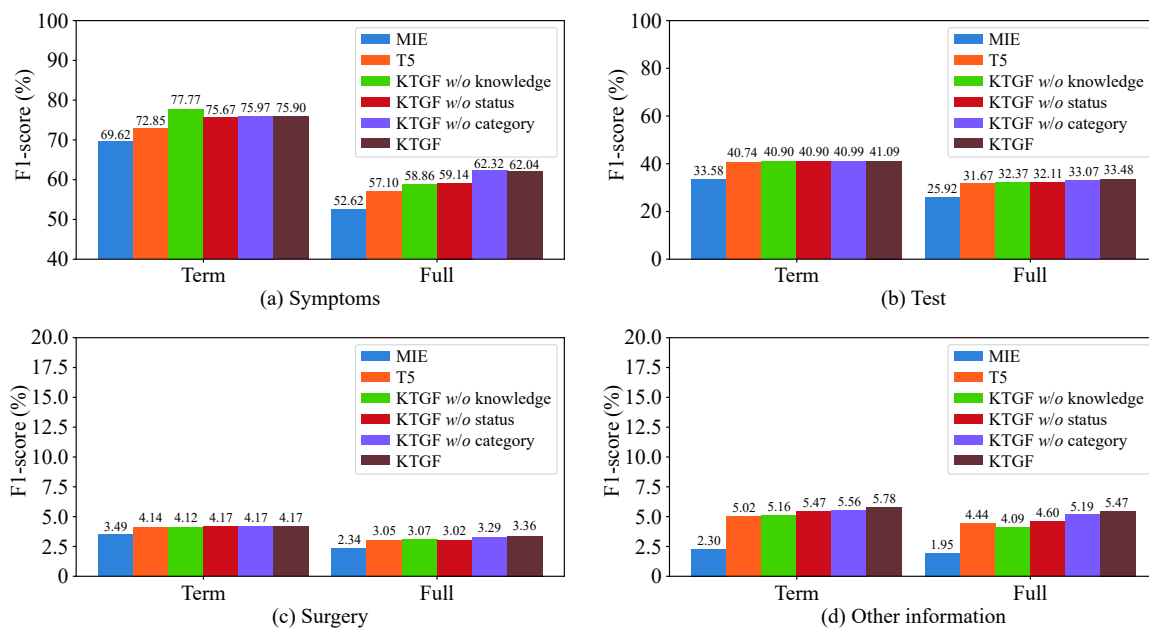 100
90
80
70
60
50
40
F1-score (%)
MIE
T5
KTGF w/o knowledge
KTGF w/o status
KTGF w/o category
KTGF
69.62
72.85
77.77
75.67
75.97
75.90
52.62
57.10
58.86
59.14
62.32
62.04
Term
Full
(a) Symptoms
100
80
60
40
20
0
F1-score (%)
MIE
T5
KTGF w/o knowledge
KTGF w/o status
KTGF w/o category
KTGF
33.58
40.74
40.90
40.90
40.99
41.09
25.92
31.67
32.37
32.11
33.07
33.48
Term
Full
(b) Test
20.0
17.5
15.0
12.5
10.0
7.5
5.0
2.5
0
F1-score (%)
MIE
T5
KTGF w/o knowledge
KTGF w/o status
KTGF w/o category
KTGF
3.49
4.14
4.12
4.17
4.17
4.17
2.34
3.05
3.07
3.02
3.29
3.36
Term
Full
(c) Surgery
20.0
17.5
15.0
12.5
10.0
7.5
5.0
2.5
0
F1-score (%)
MIE
T5
KTGF w/o knowledge
KTGF w/o status
KTGF w/o category
KTGF
2.30
5.02
5.16
5.47
5.56
5.78
1.95
4.44
4.09
4.60
5.19
5.47
Term
Full
(d) Other information